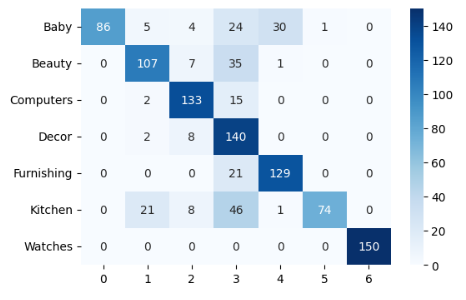 Baby 86 5 4 24 30 1 0
Beauty 0 107 7 35 1 0 0
Computers 0 2 133 15 0 0 0
Decor 0 2 8 140 0 0 0
Furnishing 0 0 0 21 129 0 0
Kitchen 0 21 8 46 1 74 0
Watches 0 0 0 0 0 0 150
0 1 2 3 4 5 6
140
120
100
80
60
40
20
0